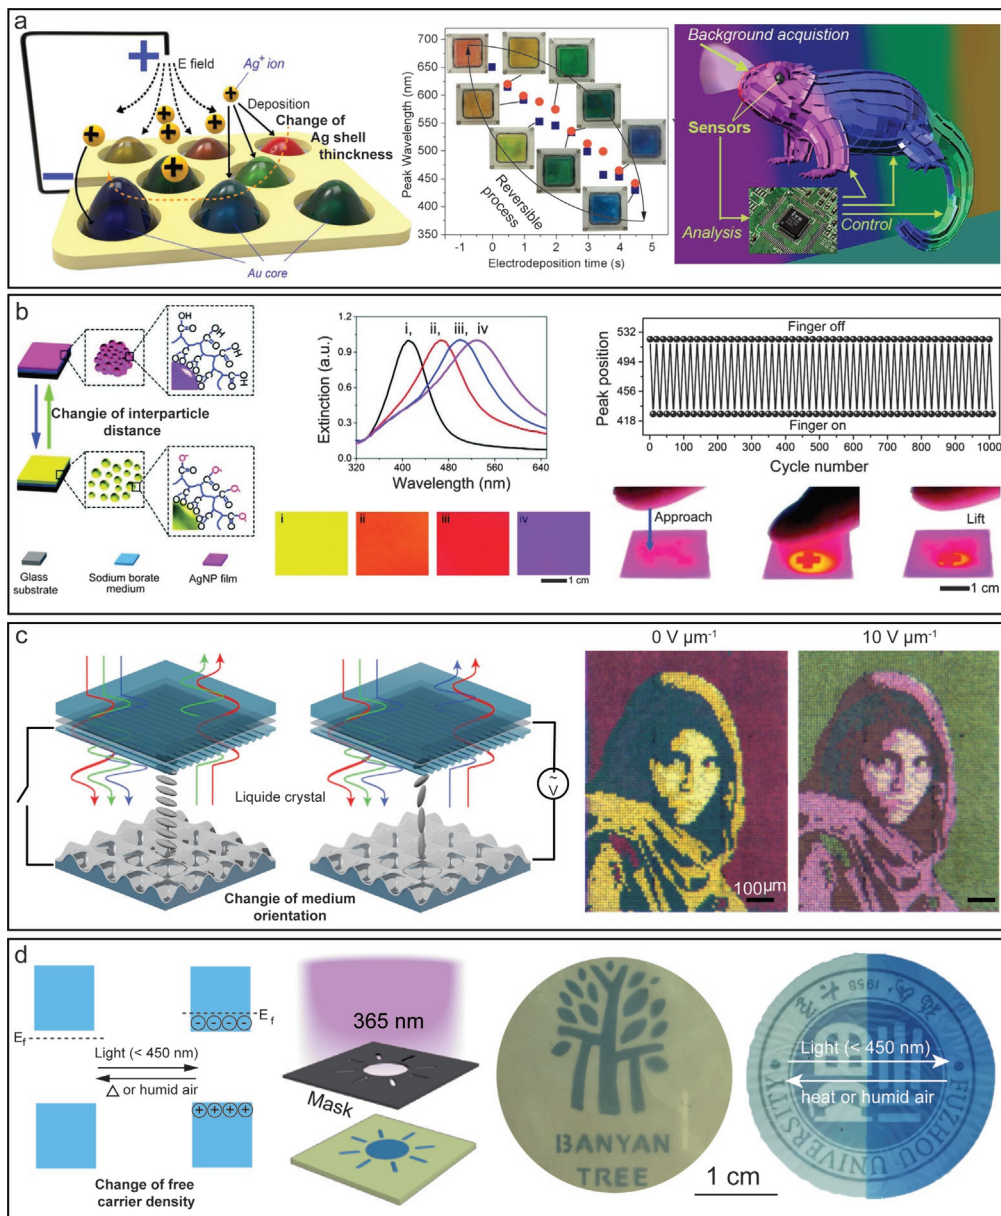 a
+
E field
Ag+ ion
Deposition
Change of
Ag shell
thinckness
−
Au core
Peak Wavelength (nm)
700
650
600
550
500
450
400
350
Reversible
process
-1 0 1 2 3 4 5
Electrodeposition time (s)
Background acquistion
Sensors
Analysis
Control
b
Changie of interparticle
distance
Glass
substrate
Sodium borate
medium
AgNP film
Extinction (a.u.)
1.2
0.9
0.6
0.3
0.0
i, ii, iii, iv
320 400 480 560 640
Wavelength (nm)
i ii iii iv
1 cm
Peak position
532
494
456
418
Finger off
Finger on
0 100 200 300 400 500 600 700 800 900 1000
Cycle number
Approach
Lift
1 cm
c
Liquide crystal
~
V
Changie of medium
orientation
0 V µm-1
10 V µm-1
100µm
d
Ef
Ef
Light (< 450 nm)
△ or humid air
Change of free
carrier density
365 nm
Mask
BANYAN
TREE
1 cm
1958
Light (< 450 nm)
heat or humid air
FUZHOU UNIVERSITY